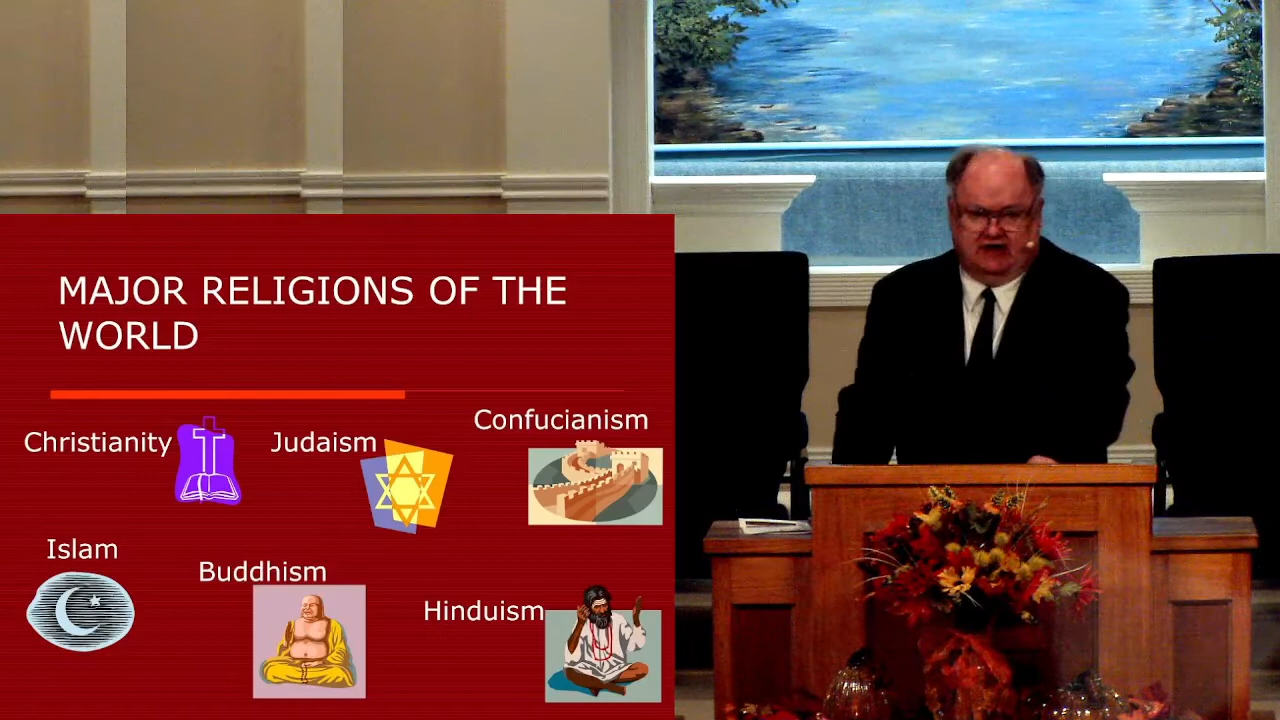 MAJOR RELIGIONS OF THE
WORLD
Christianity
Judaism
Confucianism
Islam
Buddhism
Hinduism